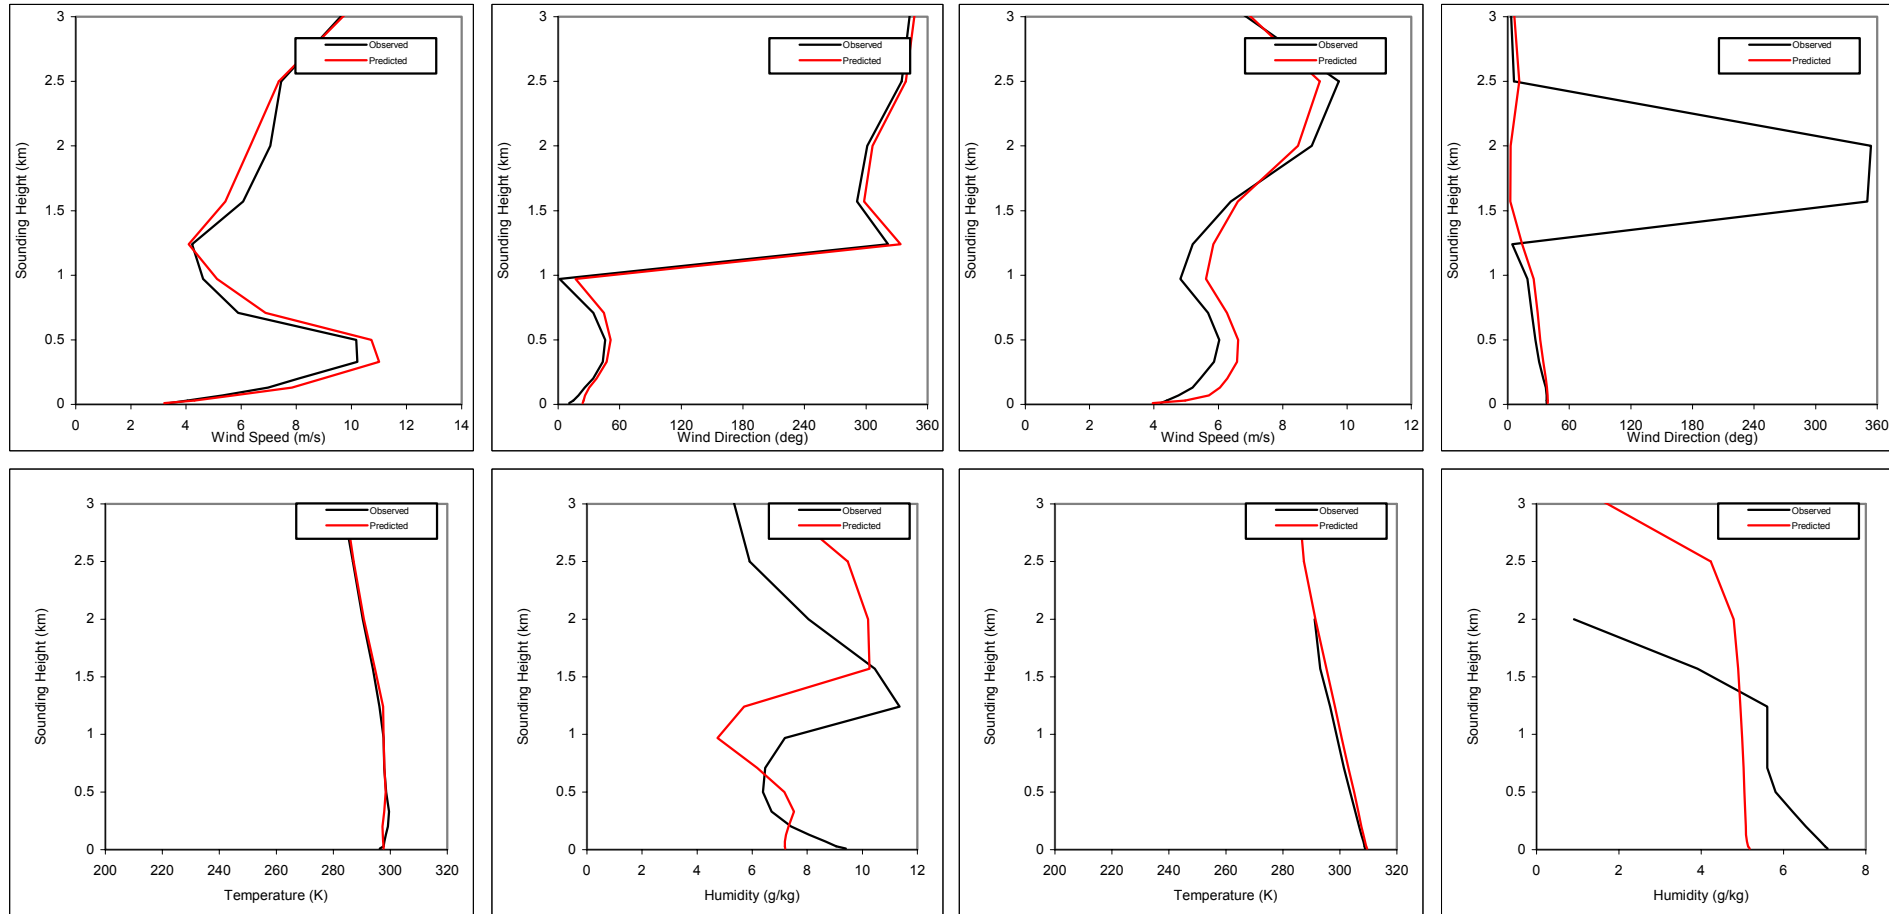 3
2.5
2
1.5
1
0.5
0
0 2 4 6 8 10 12 14
Sounding Height (km)
Wind Speed (m/s)
Observed
Predicted
3
2.5
2
1.5
1
0.5
0
0 60 120 180 240 300 360
Sounding Height (km)
Wind Direction (deg)
Observed
Predicted
3
2.5
2
1.5
1
0.5
0
0 2 4 6 8 10 12
Sounding Height (km)
Wind Speed (m/s)
Observed
Predicted
3
2.5
2
1.5
1
0.5
0
0 60 120 180 240 300 360
Sounding Height (km)
Wind Direction (deg)
Observed
Predicted
3
2.5
2
1.5
1
0.5
0
200 220 240 260 280 300 320
Sounding Height (km)
Temperature (K)
Observed
Predicted
3
2.5
2
1.5
1
0.5
0
0 2 4 6 8 10 12
Sounding Height (km)
Humidity (g/kg)
Observed
Predicted
3
2.5
2
1.5
1
0.5
0
200 220 240 260 280 300 320
Sounding Height (km)
Temperature (K)
Observed
Predicted
3
2.5
2
1.5
1
0.5
0
0 2 4 6 8
Sounding Height (km)
Humidity (g/kg)
Observed
Predicted